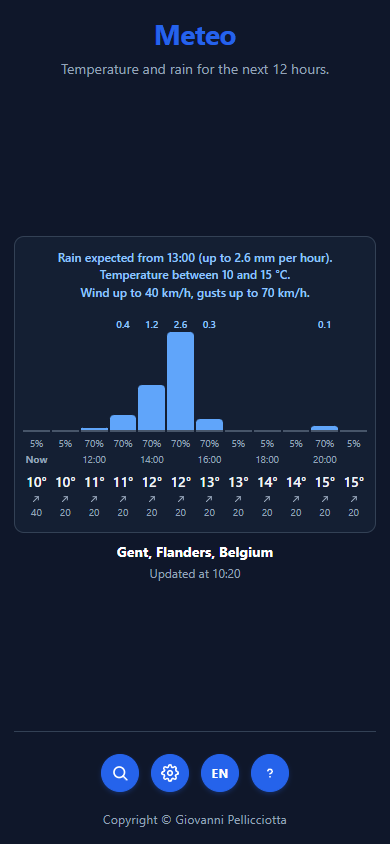 Meteo
Temperature and rain for the next 12 hours.
Rain expected from 13:00 (up to 2.6 mm per hour).
Temperature between 10 and 15 °C.
Wind up to 40 km/h, gusts up to 70 km/h.
0.4 1.2 2.6 0.3 0.1
5% 5% 70% 70% 70% 70% 70% 5% 5% 5% 70% 5%
Now 12:00 14:00 16:00 18:00 20:00
10° 10° 11° 11° 12° 12° 13° 13° 14° 14° 15° 15°
↗ ↗ ↗ ↗ ↗ ↗ ↗ ↗ ↗ ↗ ↗ ↗
40 20 20 20 20 20 20 20 20 20 20 20
Gent, Flanders, Belgium
Updated at 10:20
EN ?
Copyright © Giovanni Pellicciotta